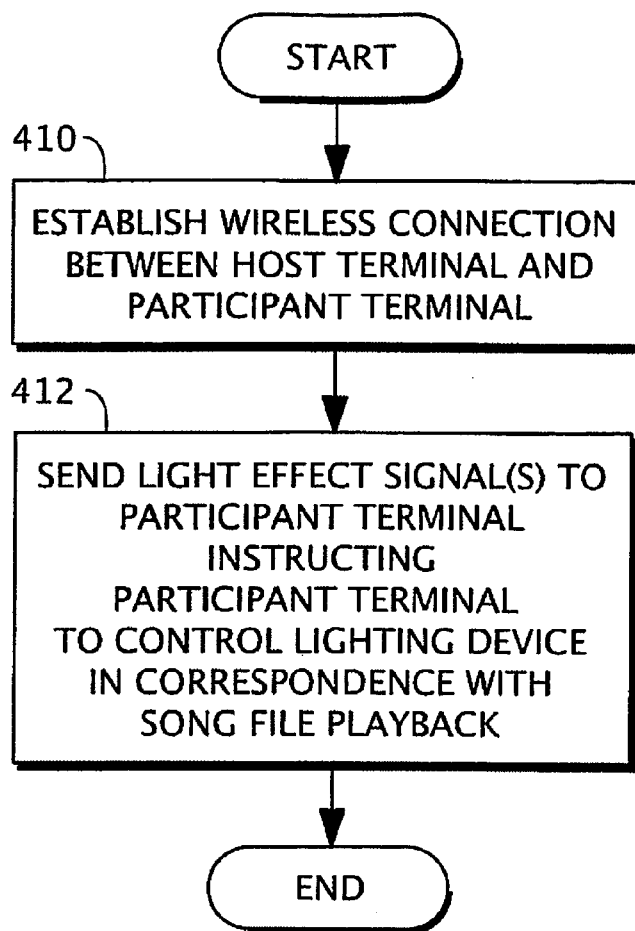 START
410
ESTABLISH WIRELESS CONNECTION
BETWEEN HOST TERMINAL AND
PARTICIPANT TERMINAL
412
SEND LIGHT EFFECT SIGNAL(S) TO
PARTICIPANT TERMINAL
INSTRUCTING
PARTICIPANT TERMINAL
TO CONTROL LIGHTING DEVICE
IN CORRESPONDENCE WITH
SONG FILE PLAYBACK
END